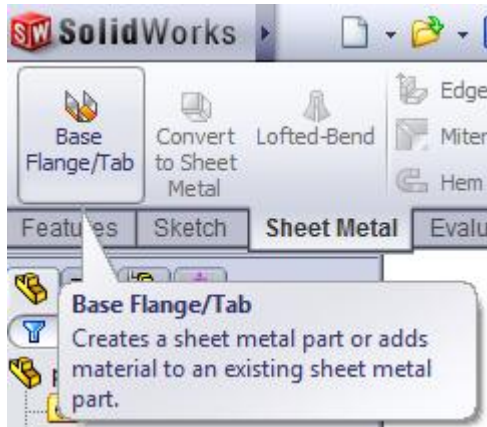 SW SolidWorks
Base Flange/Tab
Convert to Sheet Metal
Lofted-Bend
Edge
Miter
Hem
Features Sketch Sheet Metal Evalu
Base Flange/Tab
Creates a sheet metal part or adds
material to an existing sheet metal
part.